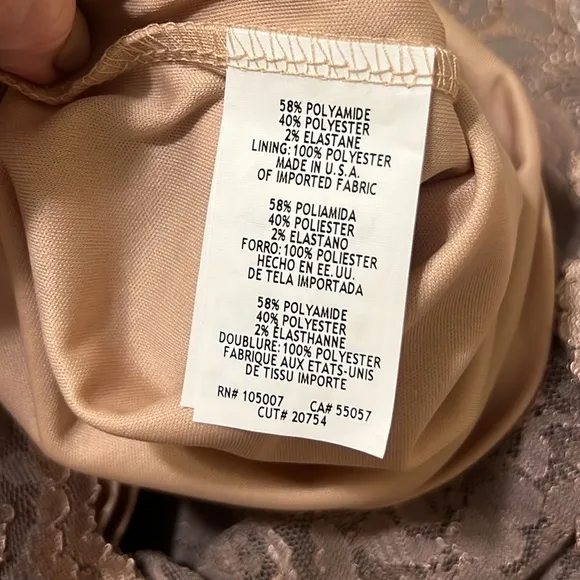 58% POLYAMIDE
40% POLYESTER
2% ELASTANE
LINING: 100% POLYESTER
MADE IN U.S.A.
OF IMPORTED FABRIC
58% POLIAMIDA
40% POLIESTER
2% ELASTANO
FORRO: 100% POLIESTER
HECHO EN EE.UU.
DE TELA IMPORTADA
58% POLYAMIDE
40% POLYESTER
2% ELASTHANNE
DOUBLURE: 100% POLYESTER
FABRIQUE AUX ETATS-UNIS
DE TISSU IMPORTE
RN# 105007 CA# 55057
CUT# 20754